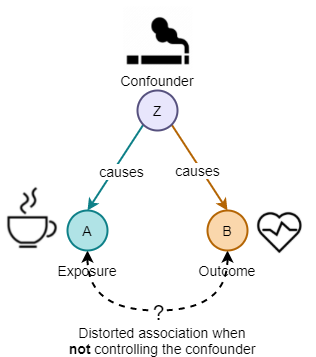 Confounder
Z
causes
causes
A
B
Exposure
Outcome
?
Distorted association when
not controlling the confounder